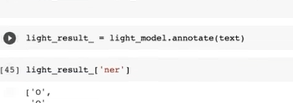 light_result_ = light_model.annotate(text)
[45] light_result_['ner']
['O',
'O'